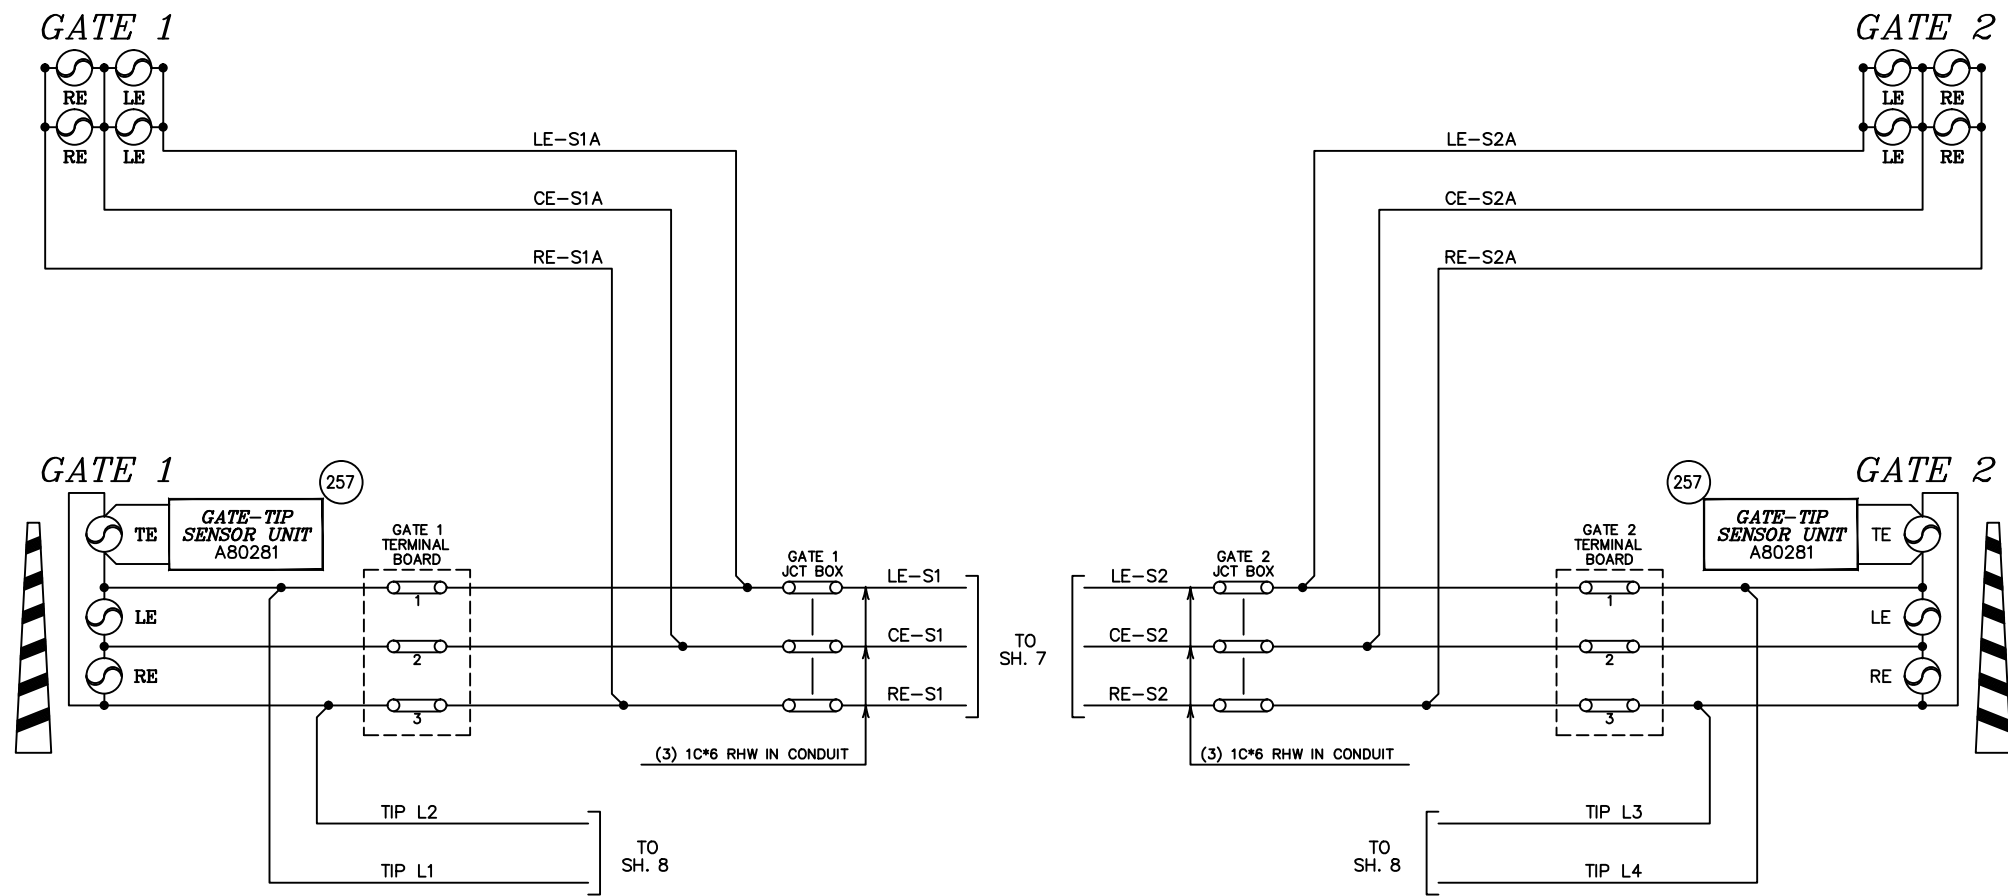 GATE 1
GATE 2
RE LE
LE RE
RE LE
LE RE
LE-S1A
LE-S2A
CE-S1A
CE-S2A
RE-S1A
RE-S2A
GATE 1
257
257
GATE 2
TE
GATE-TIP
SENSOR UNIT
A80281
GATE 1
TERMINAL
BOARD
GATE 1
JCT BOX
GATE 2
JCT BOX
GATE 2
TERMINAL
BOARD
GATE-TIP
SENSOR UNIT
A80281
TE
1
LE-S1
LE-S2
1
LE
2
CE-S1
TO
SH. 7
CE-S2
2
LE
RE
3
RE-S1
RE-S2
3
RE
(3) 1C*6 RHW IN CONDUIT
(3) 1C*6 RHW IN CONDUIT
TIP L2
TIP L3
TO
SH. 8
TO
SH. 8
TIP L1
TIP L4